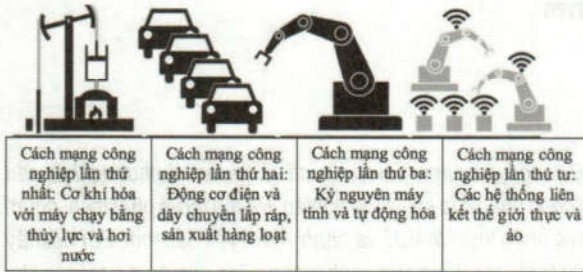 Cách mạng công
nghiệp lần thứ
nhất: Cơ khí hóa
với máy chạy bằng
thủy lực và hơi
nước
Cách mạng công
nghiệp lần thứ hai:
Động cơ điện và
dây chuyền lắp ráp,
sản xuất hàng loạt
Cách mạng công
nghiệp lần thứ ba:
Kỷ nguyên máy
tính và tự động hóa
Cách mạng công
nghiệp lần thứ tư:
Các hệ thống liên
kết thế giới thực và
ảo